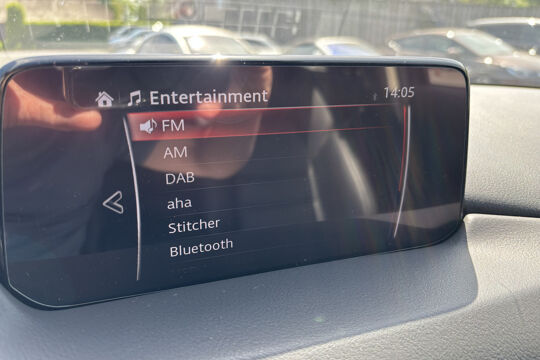 Entertainment
14:05
FM
AM
DAB
aha
Stitcher
Bluetooth